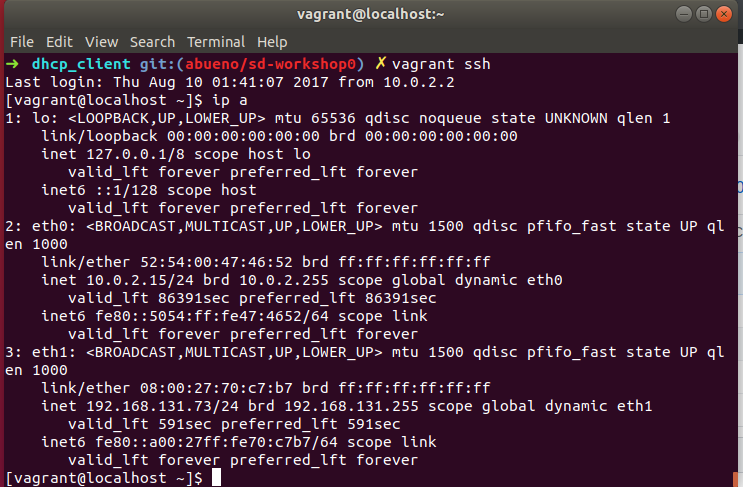 vagrant@localhost:~
File Edit View Search Terminal Help
➜ dhcp_client git:(abueno/sd-workshop0) ✗ vagrant ssh
Last login: Thu Aug 10 01:41:07 2017 from 10.0.2.2
[vagrant@localhost ~]$ ip a
1: lo: <LOOPBACK,UP,LOWER_UP> mtu 65536 qdisc noqueue state UNKNOWN qlen 1
    link/loopback 00:00:00:00:00:00 brd 00:00:00:00:00:00
    inet 127.0.0.1/8 scope host lo
       valid_lft forever preferred_lft forever
    inet6 ::1/128 scope host
       valid_lft forever preferred_lft forever
2: eth0: <BROADCAST,MULTICAST,UP,LOWER_UP> mtu 1500 qdisc pfifo_fast state UP ql
en 1000
    link/ether 52:54:00:47:46:52 brd ff:ff:ff:ff:ff:ff
    inet 10.0.2.15/24 brd 10.0.2.255 scope global dynamic eth0
       valid_lft 86391sec preferred_lft 86391sec
    inet6 fe80::5054:ff:fe47:4652/64 scope link
       valid_lft forever preferred_lft forever
3: eth1: <BROADCAST,MULTICAST,UP,LOWER_UP> mtu 1500 qdisc pfifo_fast state UP ql
en 1000
    link/ether 08:00:27:70:c7:b7 brd ff:ff:ff:ff:ff:ff
    inet 192.168.131.73/24 brd 192.168.131.255 scope global dynamic eth1
       valid_lft 591sec preferred_lft 591sec
    inet6 fe80::a00:27ff:fe70:c7b7/64 scope link
       valid_lft forever preferred_lft forever
[vagrant@localhost ~]$